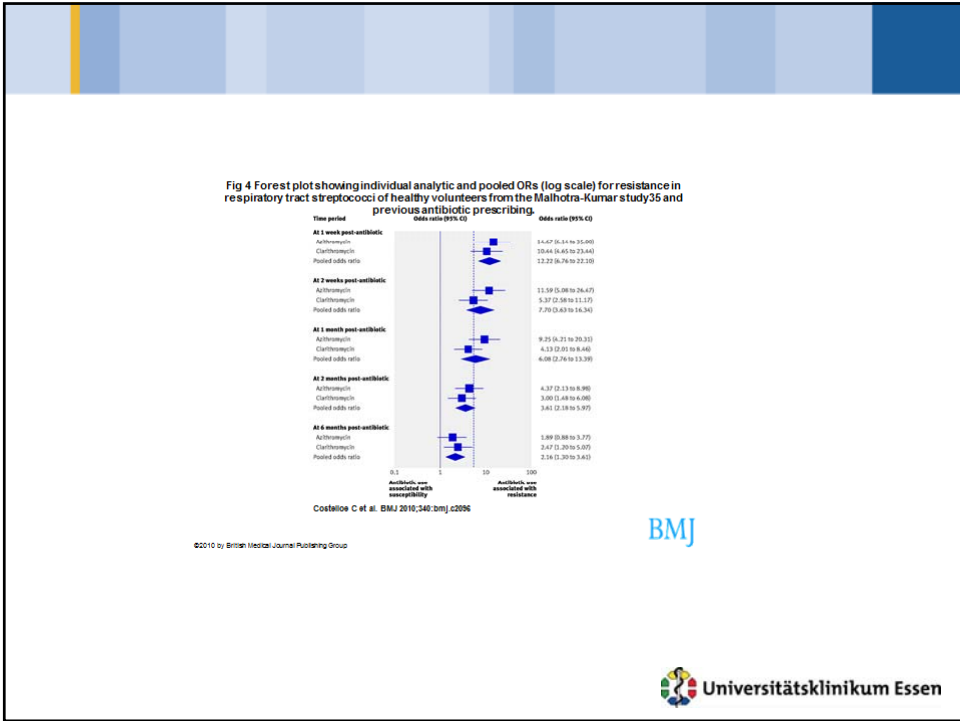 Fig 4 Forest plot showing individual analytic and pooled ORs (log scale) for resistance in
respiratory tract streptococci of healthy volunteers from the Malhotra-Kumar study35 and
previous antibiotic prescribing.
Time period Odds ratio (95% CI) Odds ratio (95% CI)
At 1 week post-antibiotic
Azithromycin
Clarithromycin 10.44 (4.65 to 23.44)
Pooled odds ratio 12.22 (6.76 to 22.10)
At 2 weeks post-antibiotic
Azithromycin 11.59 (5.08 to 26.47)
Clarithromycin 5.37 (2.58 to 11.17)
Pooled odds ratio 7.70 (3.63 to 16.34)
At 1 month post-antibiotic
Azithromycin 9.25 (4.21 to 20.31)
Clarithromycin 4.13 (2.01 to 8.46)
Pooled odds ratio 6.08 (2.76 to 13.39)
At 2 months post-antibiotic
Azithromycin 4.37 (2.13 to 8.98)
Clarithromycin 3.00 (1.48 to 6.08)
Pooled odds ratio 3.61 (2.18 to 5.97)
At 6 months post-antibiotic
Azithromycin 1.89 (0.88 to 3.77)
Clarithromycin 2.47 (1.20 to 5.07)
Pooled odds ratio 2.16 (1.30 to 3.61)
0.1 1 10 100
Antibiotic use Antibiotic use
associated with associated with
susceptibility resistance
Costelloe C et al. BMJ 2010;340:bmj.c2096
BMJ
©2010 by British Medical Journal Publishing Group
Universitätsklinikum Essen